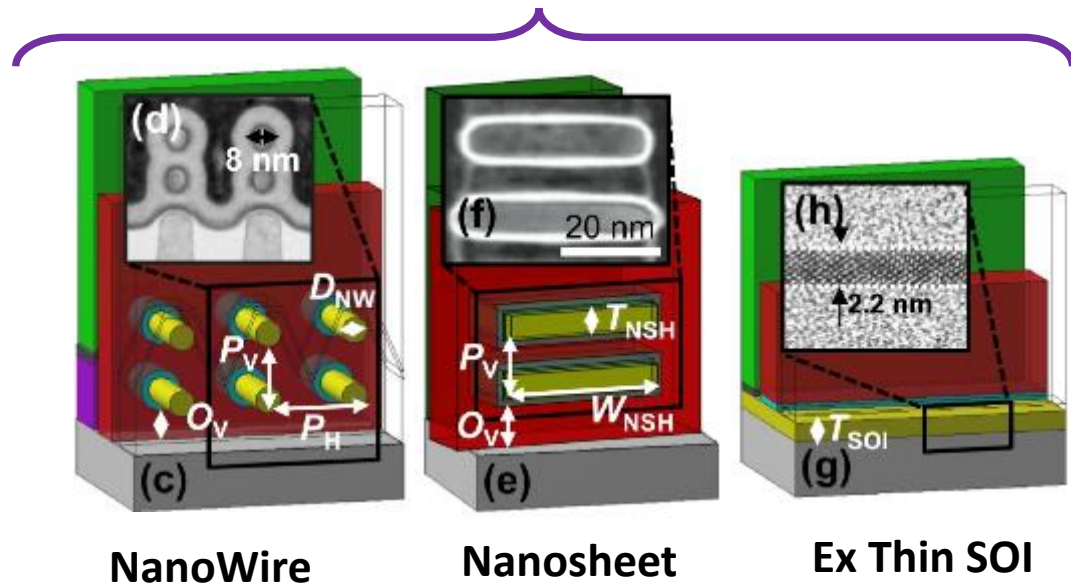 (d)
8 nm
D_NW
P_V
O_V
P_H
(c)
NanoWire
(f)
20 nm
T_NSH
P_V
W_NSH
O_V
(e)
Nanosheet
(h)
2.2 nm
T_SOI
(g)
Ex Thin SOI